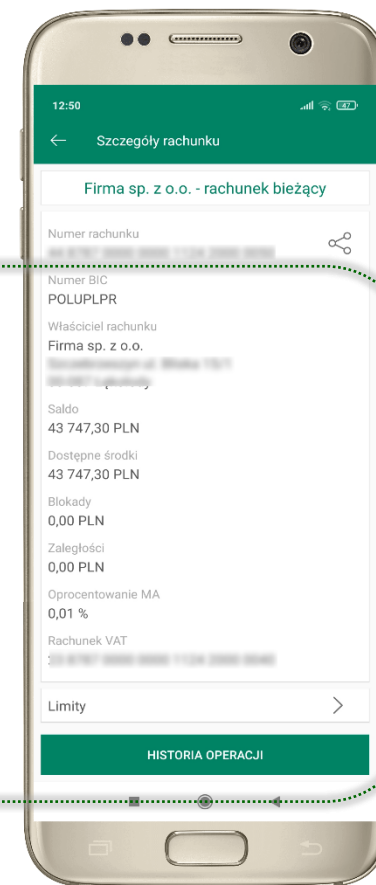 12:50
47
Szczegóły rachunku
Firma sp. z o.o. - rachunek bieżący
Numer rachunku
Numer BIC
POLUPLPR
Właściciel rachunku
Firma sp. z o.o.
Saldo
43 747,30 PLN
Dostępne środki
43 747,30 PLN
Blokady
0,00 PLN
Zaległości
0,00 PLN
Oprocentowanie MA
0,01 %
Rachunek VAT
Limity
HISTORIA OPERACJI